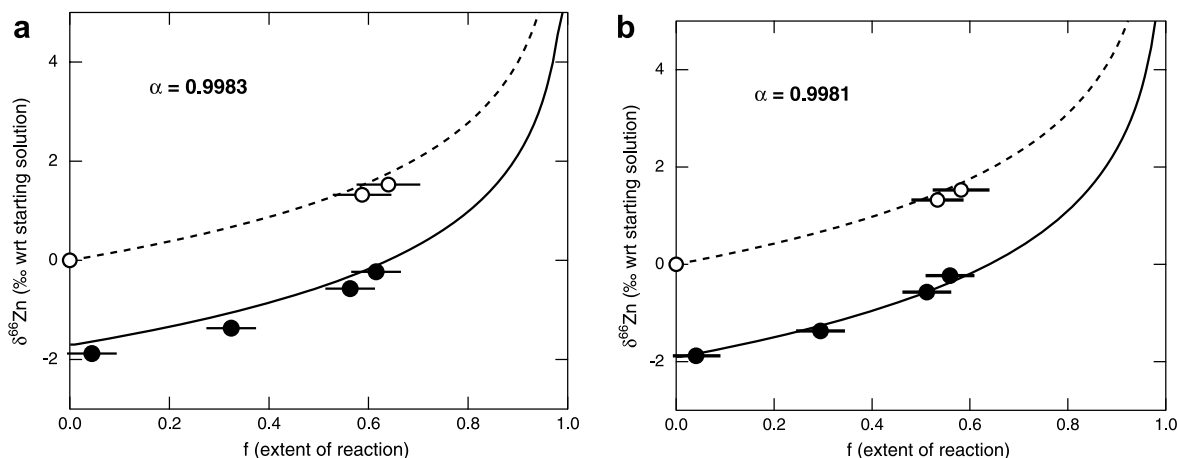 a
α = 0.9983
δ⁶⁶Zn (‰ wrt starting solution)
4
2
0
-2
0.0 0.2 0.4 0.6 0.8 1.0
f (extent of reaction)
b
α = 0.9981
δ⁶⁶Zn (‰ wrt starting solution)
4
2
0
-2
0.0 0.2 0.4 0.6 0.8 1.0
f (extent of reaction)